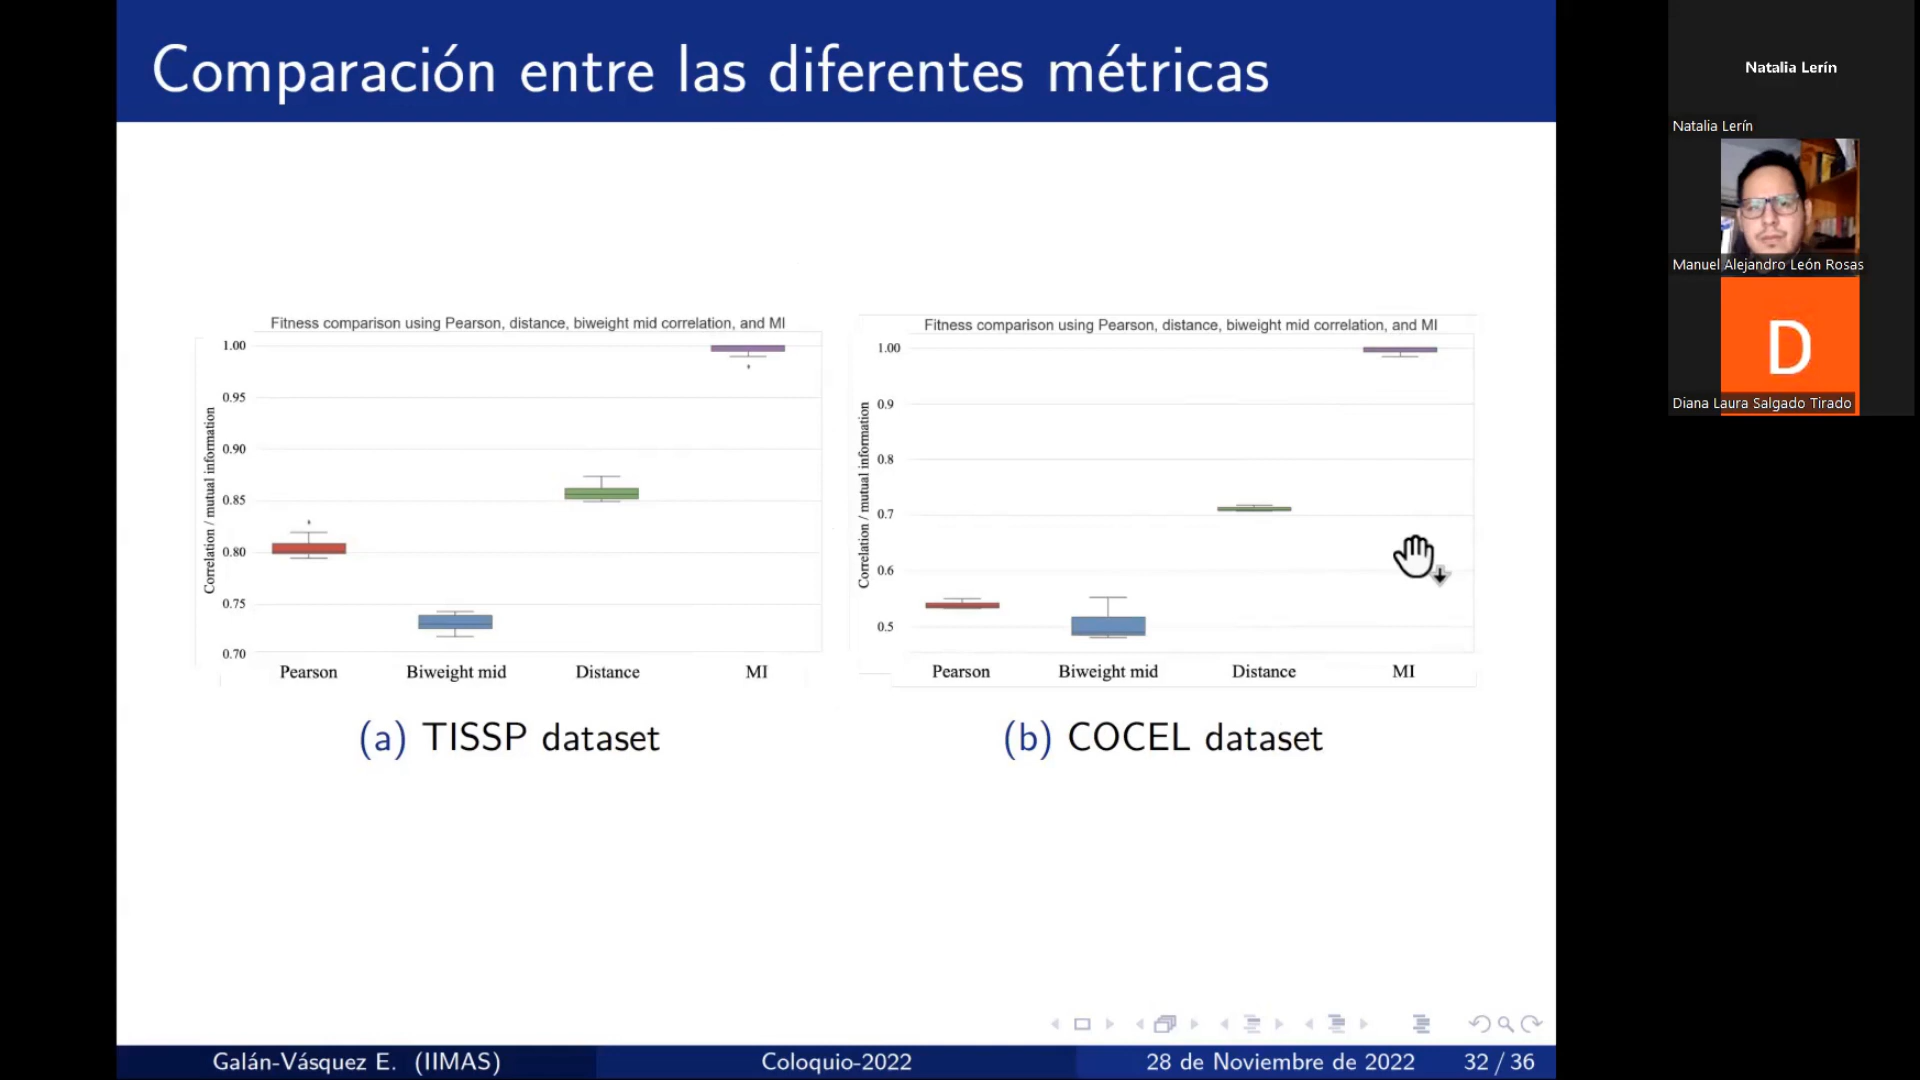 Comparación entre las diferentes métricas
Fitness comparison using Pearson, distance, biweight mid correlation, and MI
Correlation / mutual information
1.00
0.95
0.90
0.85
0.80
0.75
0.70
Pearson Biweight mid Distance MI
(a) TISSP dataset
Fitness comparison using Pearson, distance, biweight mid correlation, and MI
Correlation / mutual information
1.00
0.9
0.8
0.7
0.6
0.5
Pearson Biweight mid Distance MI
(b) COCEL dataset
Galán-Vásquez E. (IIMAS) Coloquio-2022 28 de Noviembre de 2022 32 / 36
Natalia Lerín
Natalia Lerín
Manuel Alejandro León Rosas
D
Diana Laura Salgado Tirado